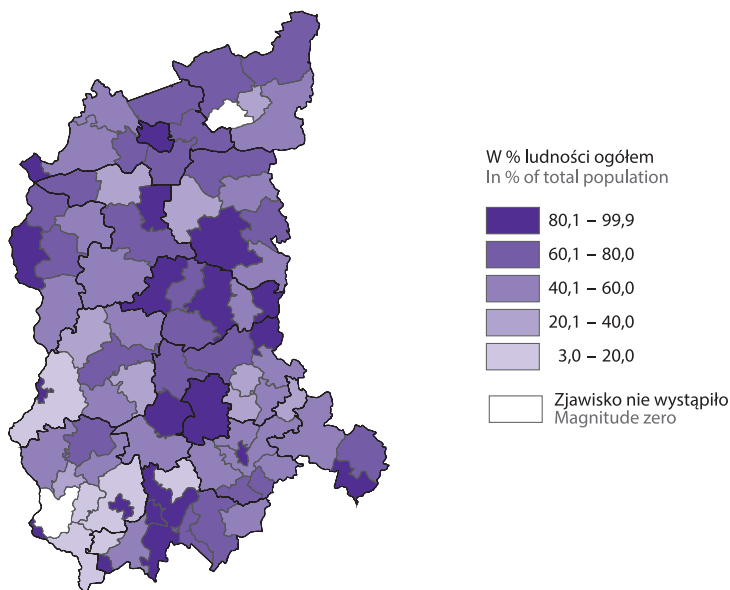 W % ludności ogółem
In % of total population
80,1 – 99,9
60,1 – 80,0
40,1 – 60,0
20,1 – 40,0
3,0 – 20,0
Zjawisko nie wystąpiło
Magnitude zero